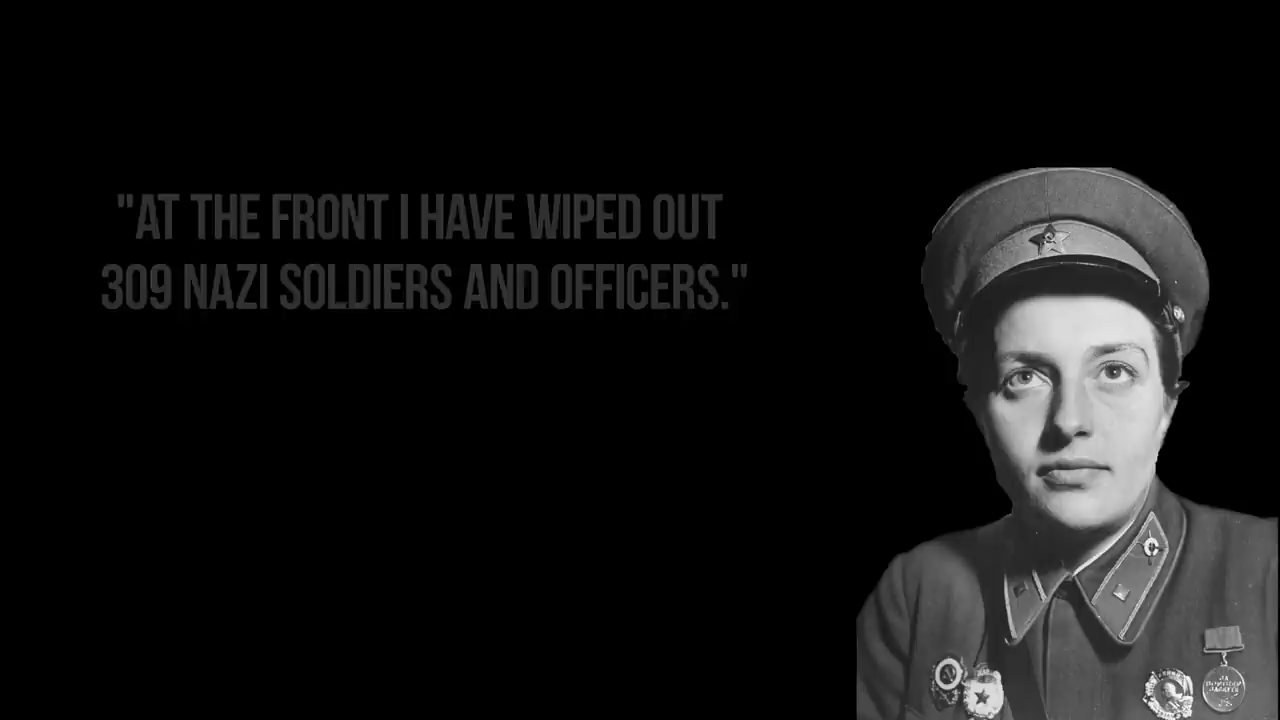 "AT THE FRONT I HAVE WIPED OUT
309 NAZI SOLDIERS AND OFFICERS."